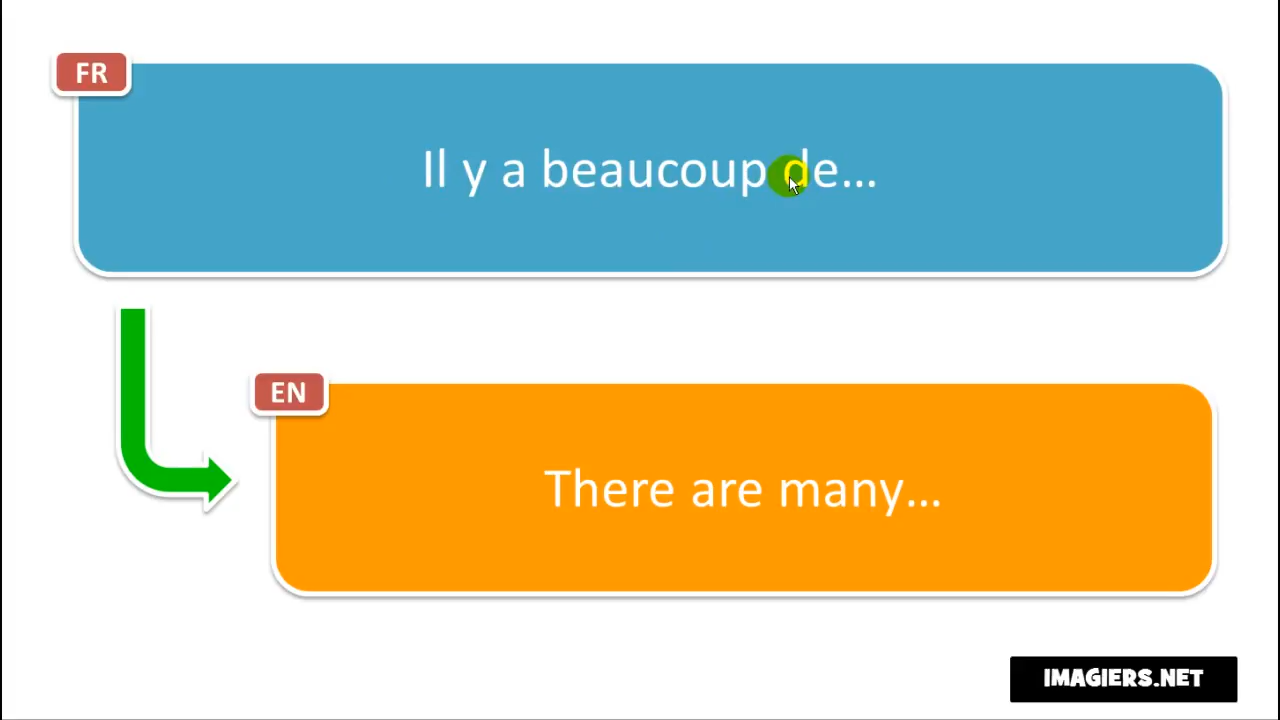 FR
Il y a beaucoup de…
EN
There are many…
IMAGIERS.NET